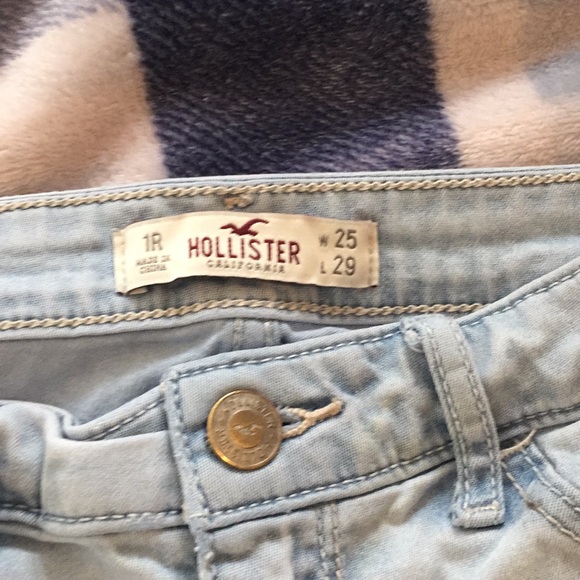 1R
MADE IN
CHINA
HOLLISTER
CALIFORNIA
W 25
L 29